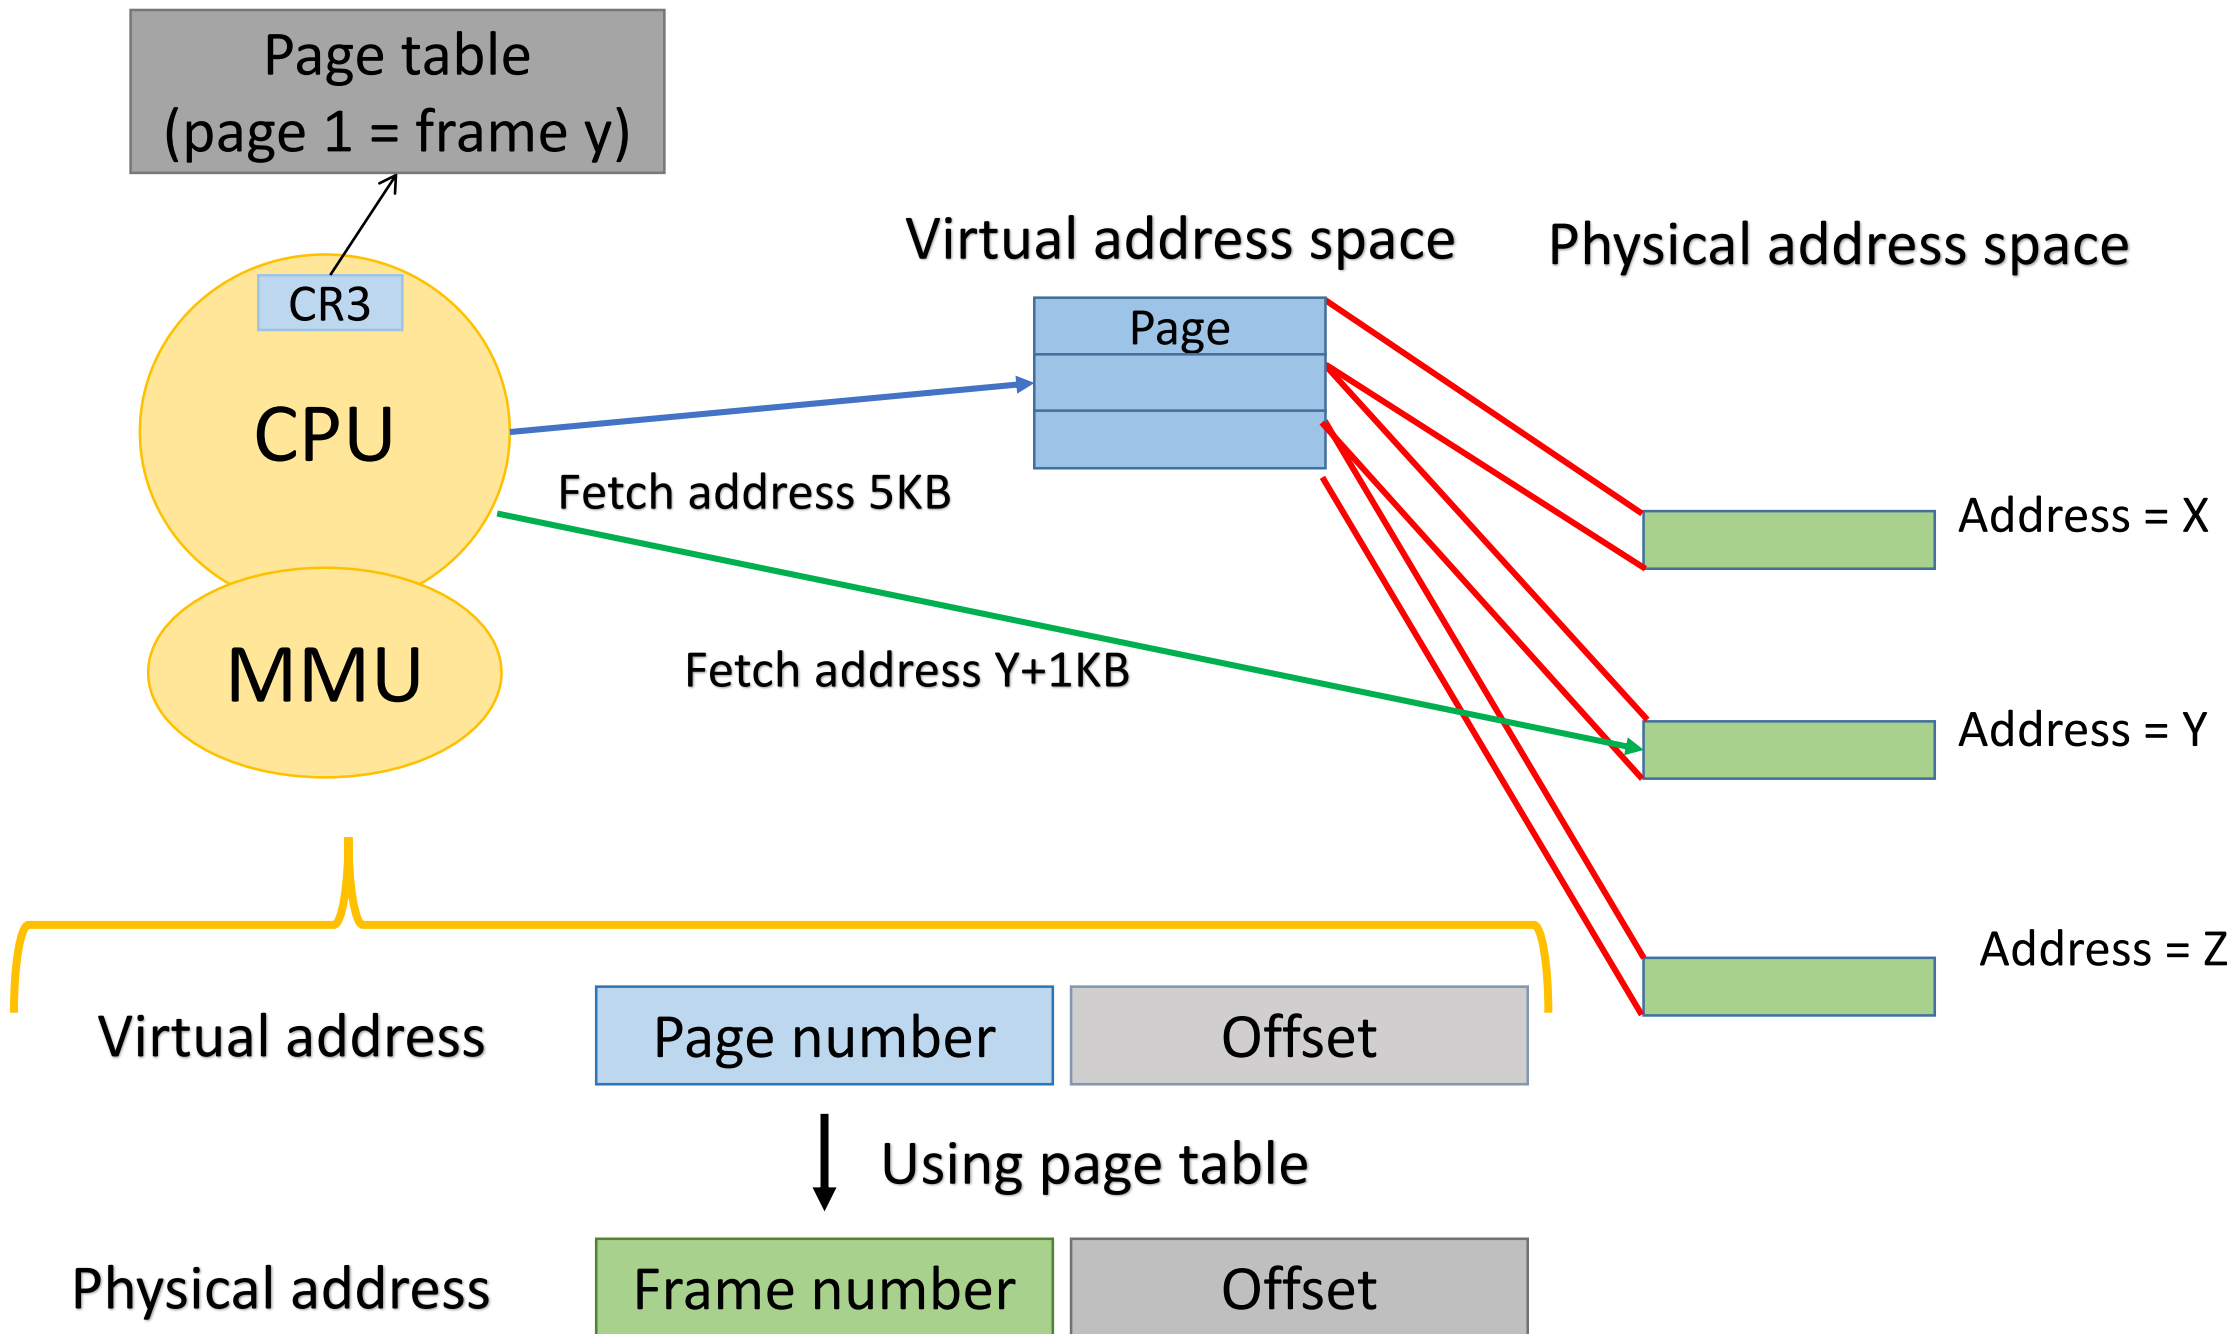 Page table
(page 1 = frame y)
CR3
CPU
MMU
Virtual address space
Physical address space
Page
Fetch address 5KB
Fetch address Y+1KB
Address = X
Address = Y
Address = Z
Virtual address
Page number
Offset
Using page table
Physical address
Frame number
Offset